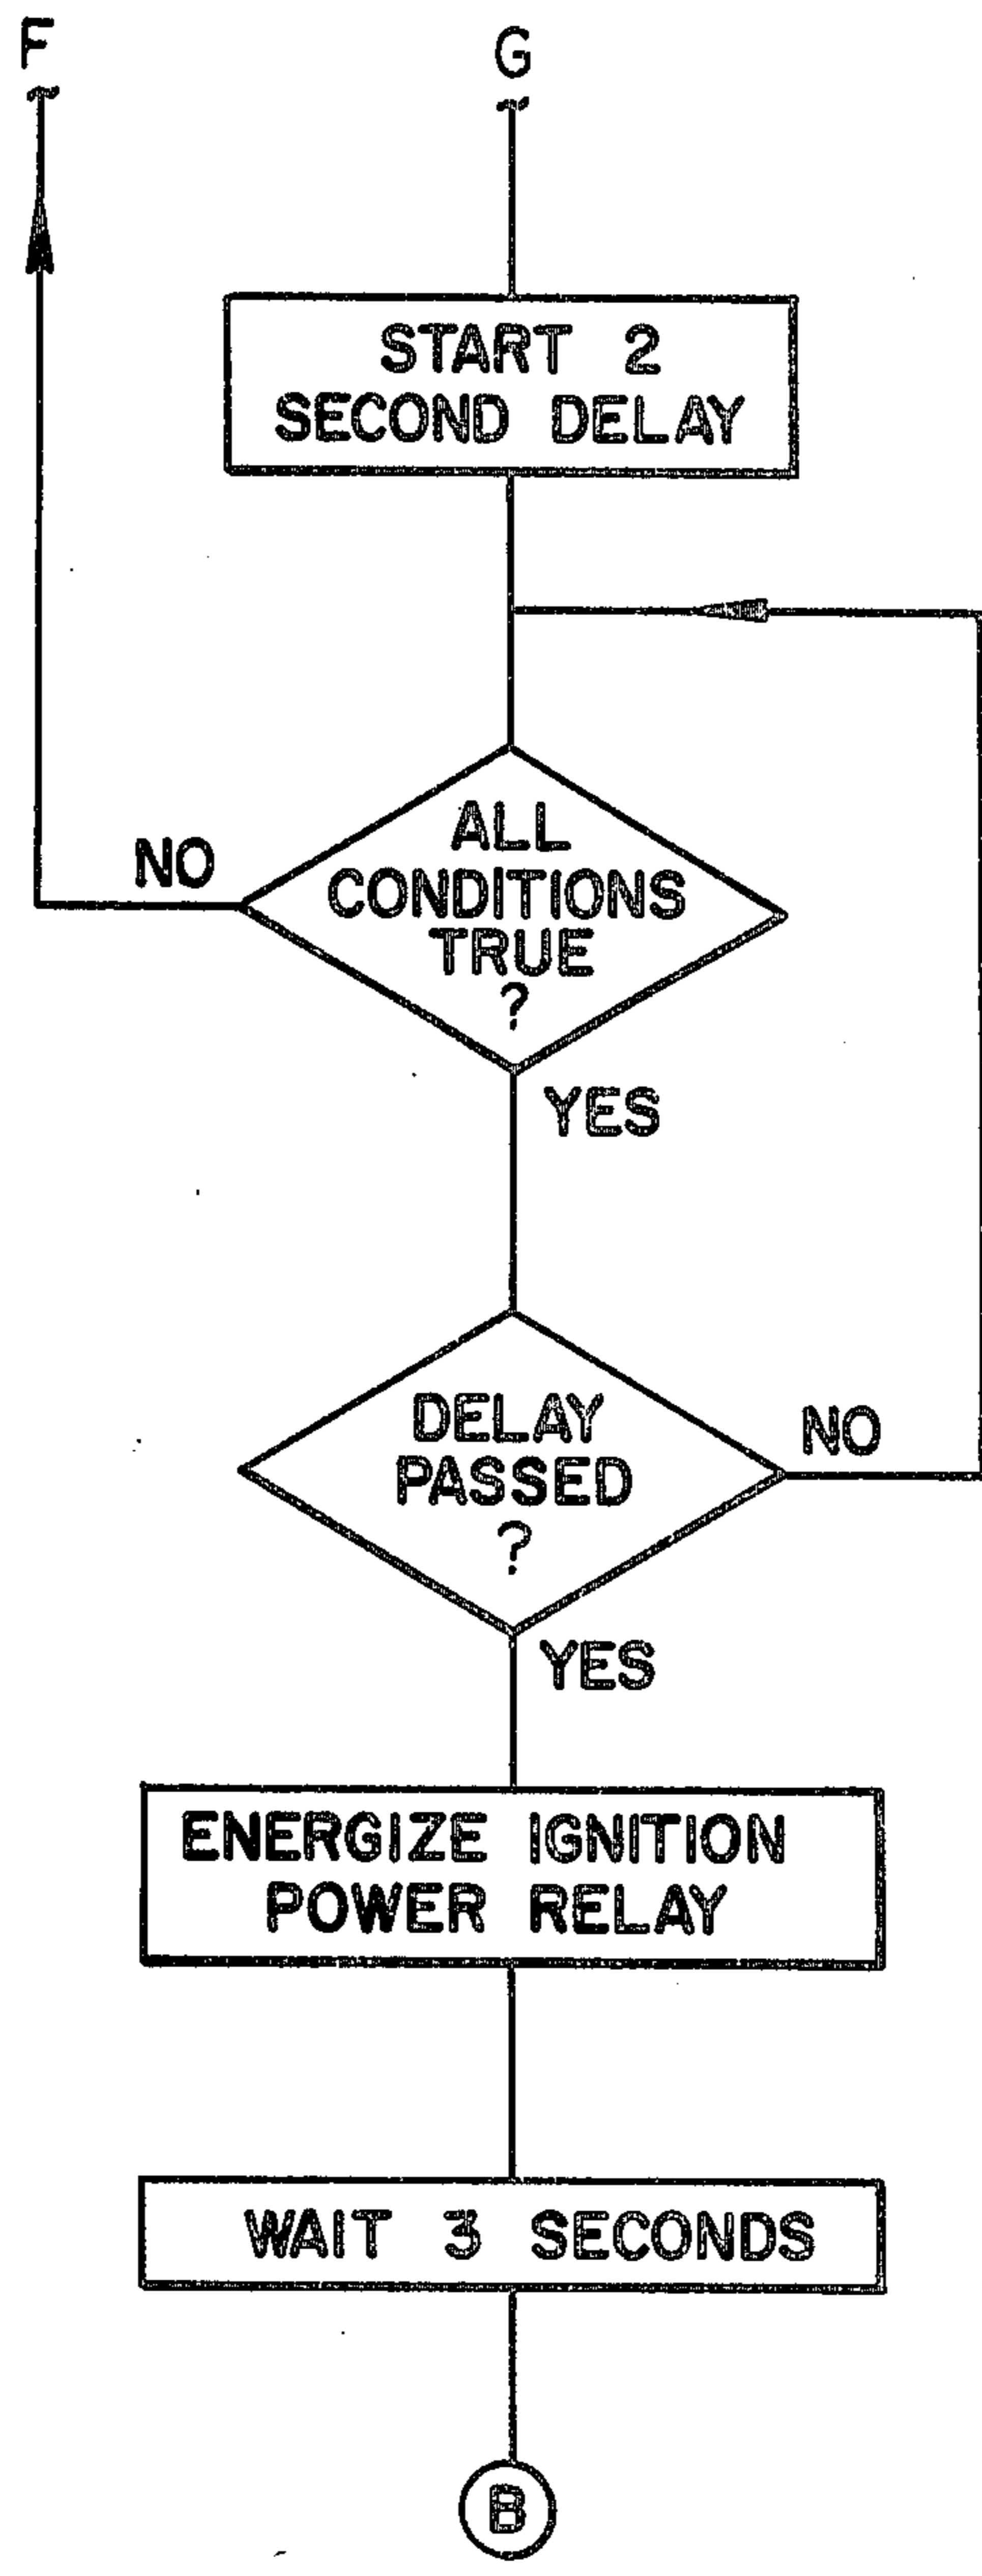 F
G
START 2
SECOND DELAY
ALL
CONDITIONS
TRUE
?
NO
YES
DELAY
PASSED
?
NO
YES
ENERGIZE IGNITION
POWER RELAY
WAIT 3 SECONDS
B